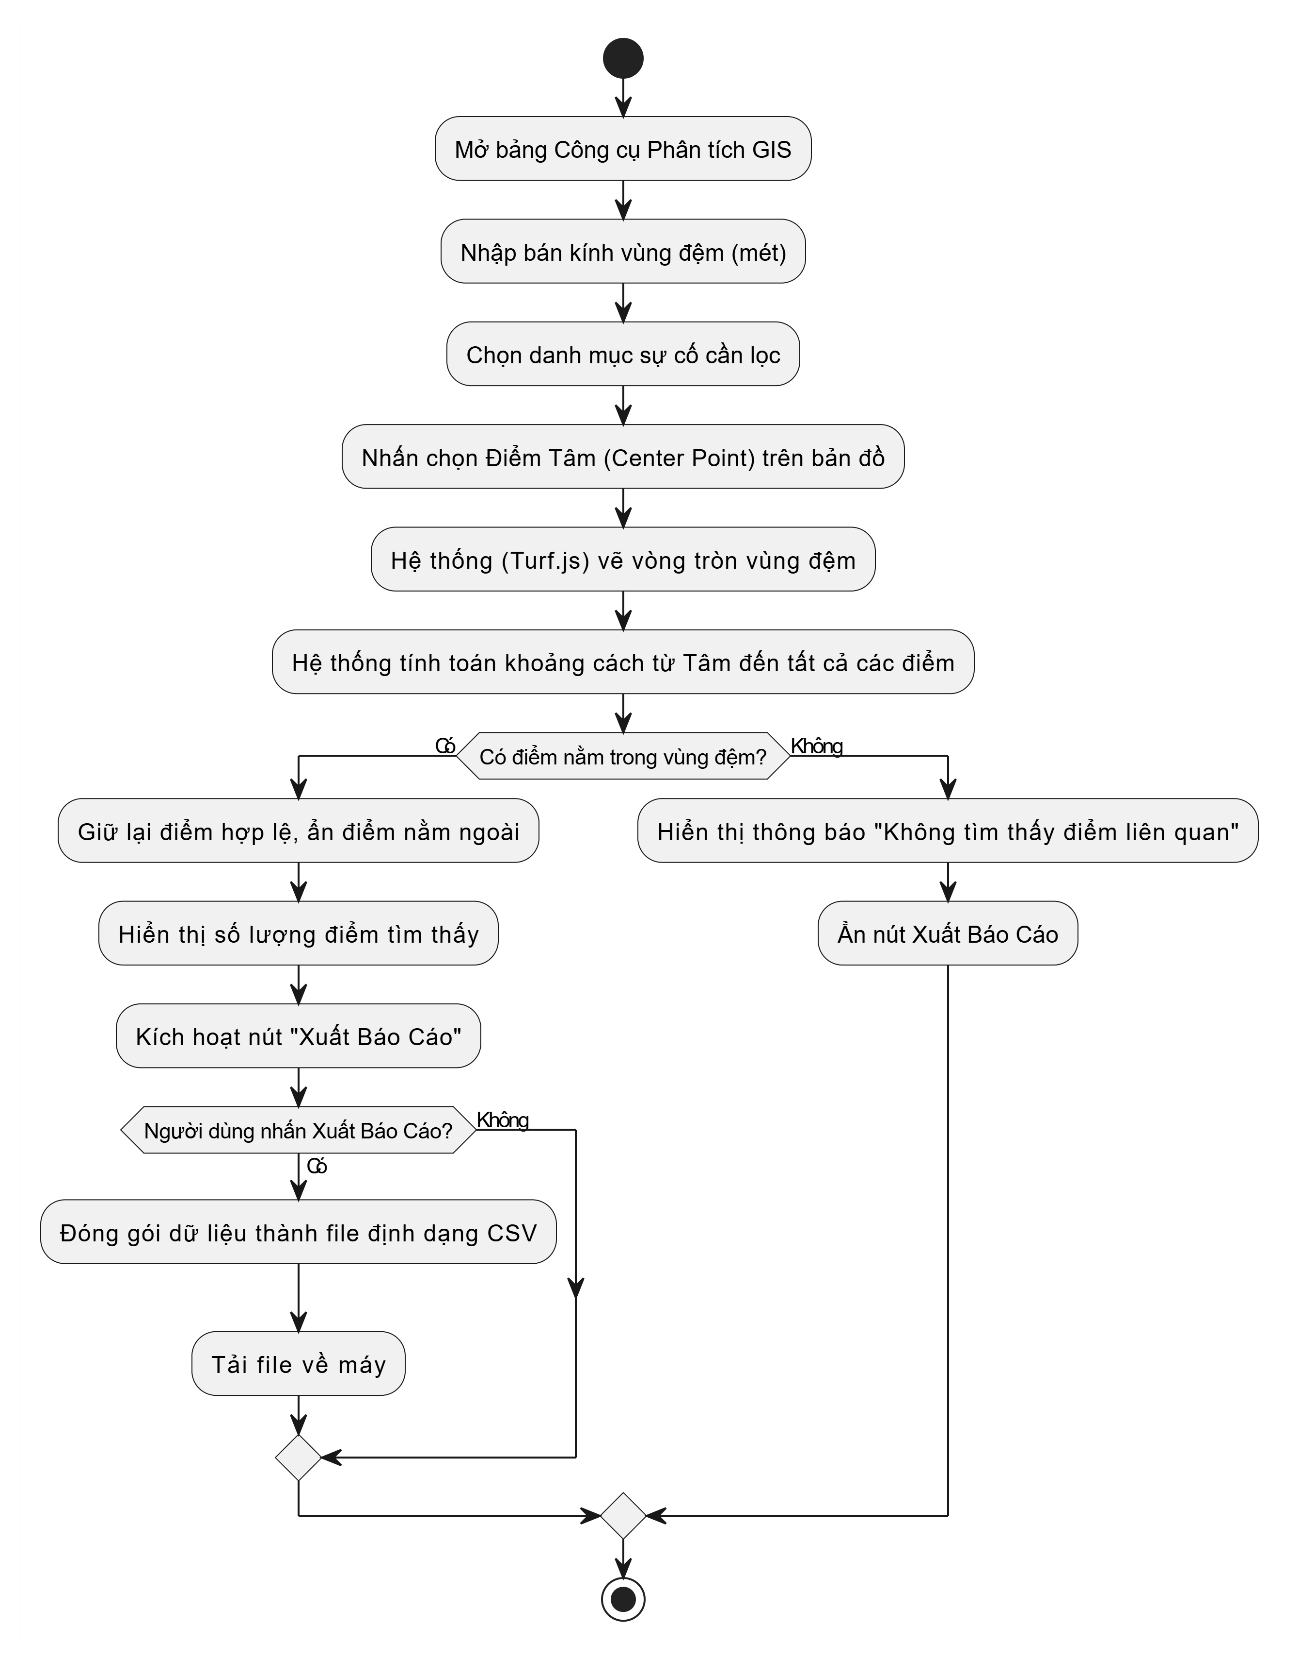 Mở bảng Công cụ Phân tích GIS
Nhập bán kính vùng đệm (mét)
Chọn danh mục sự cố cần lọc
Nhấn chọn Điểm Tâm (Center Point) trên bản đồ
Hệ thống (Turf.js) vẽ vòng tròn vùng đệm
Hệ thống tính toán khoảng cách từ Tâm đến tất cả các điểm
Có
Có điểm nằm trong vùng đệm?
Không
Giữ lại điểm hợp lệ, ẩn điểm nằm ngoài
Hiển thị thông báo "Không tìm thấy điểm liên quan"
Hiển thị số lượng điểm tìm thấy
Ẩn nút Xuất Báo Cáo
Kích hoạt nút "Xuất Báo Cáo"
Người dùng nhấn Xuất Báo Cáo?
Không
Có
Đóng gói dữ liệu thành file định dạng CSV
Tải file về máy